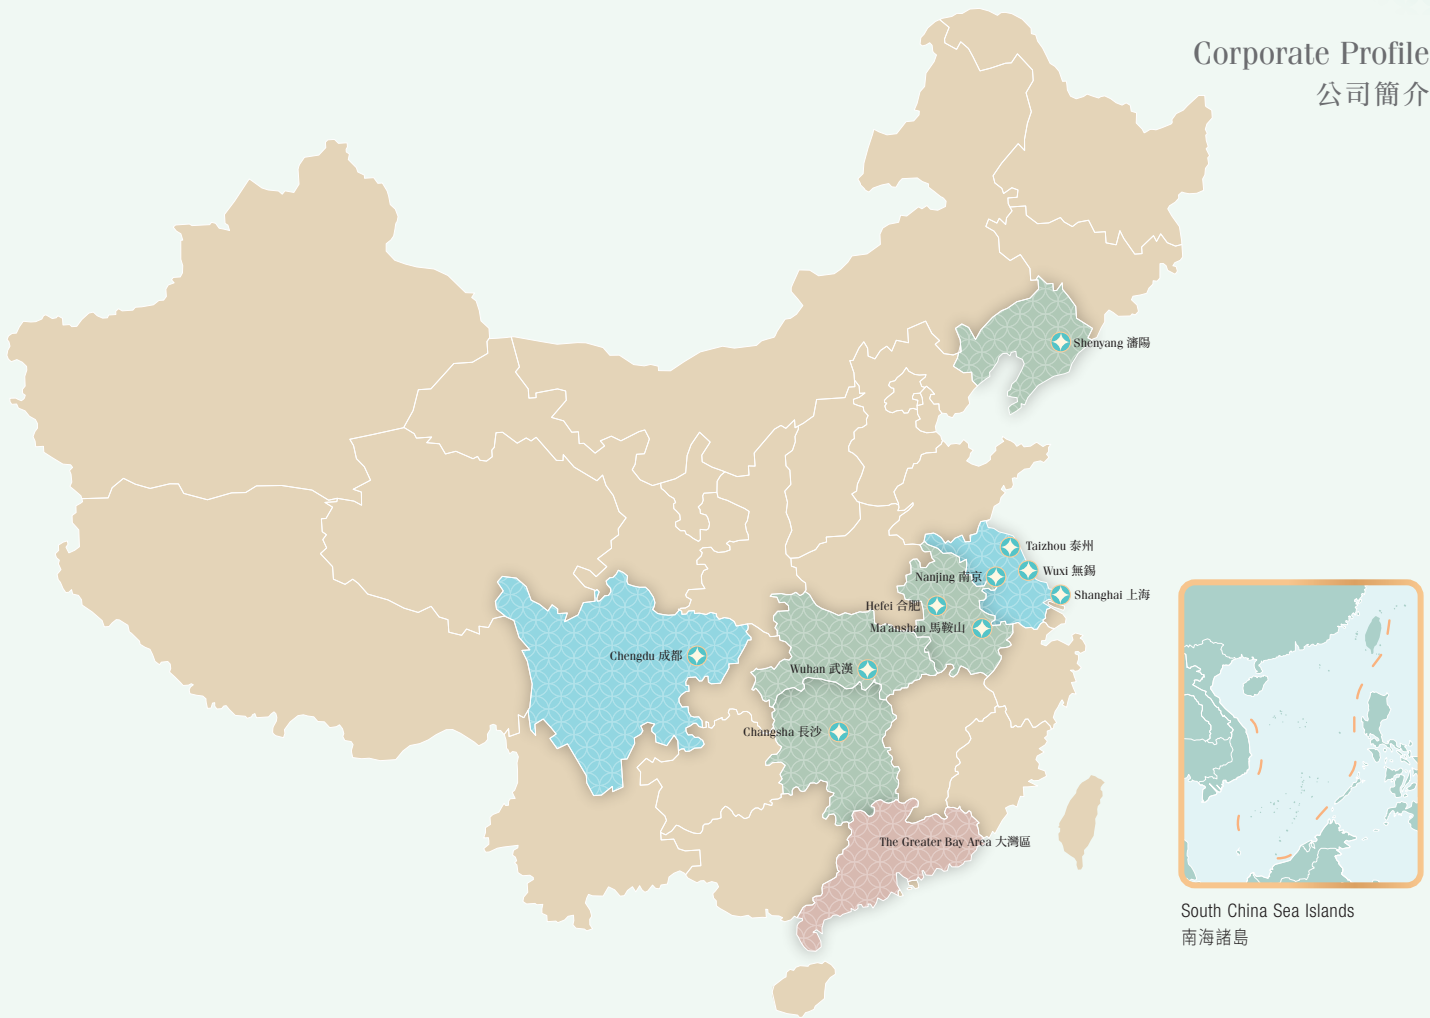 Corporate Profile
公司簡介
Shenyang 瀋陽
Taizhou 泰州
Wuxi 無錫
Nanjing 南京
Shanghai 上海
Hefei 合肥
Ma'anshan 馬鞍山
Chengdu 成都
Wuhan 武漢
Changsha 長沙
The Greater Bay Area 大灣區
South China Sea Islands
南海諸島